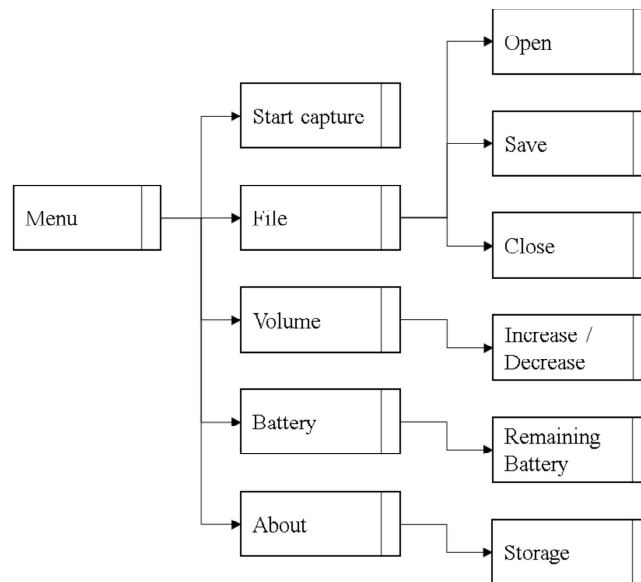 Menu
Start capture
File
Volume
Battery
About
Open
Save
Close
Increase /
Decrease
Remaining
Battery
Storage